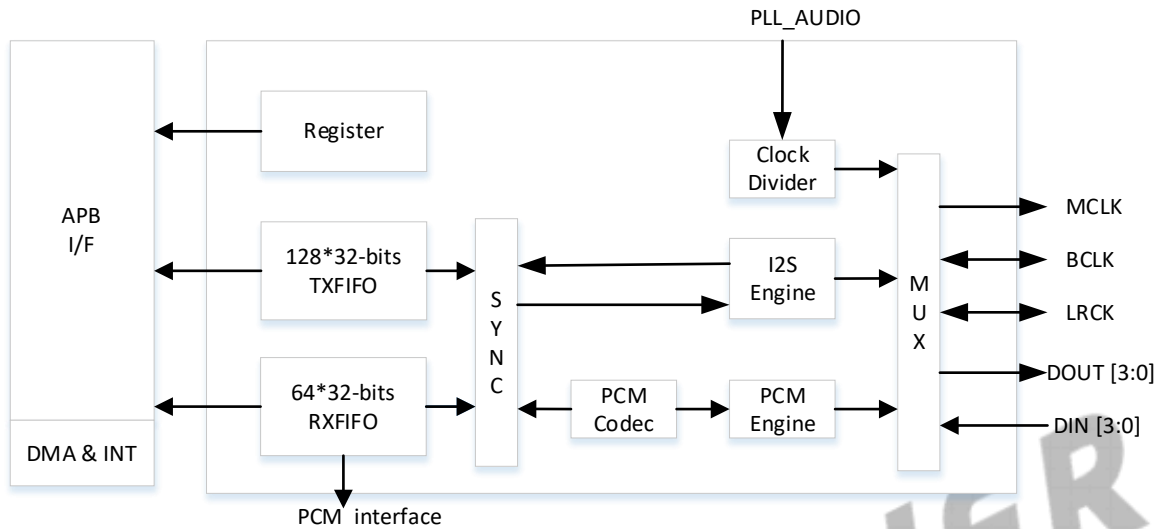 PLL_AUDIO
Register
Clock
Divider
APB
I/F
MCLK
128*32-bits
TXFIFO
I2S
Engine
BCLK
S
Y
N
C
M
U
X
LRCK
64*32-bits
RXFIFO
PCM
Codec
PCM
Engine
DOUT [3:0]
DIN [3:0]
DMA & INT
PCM interface